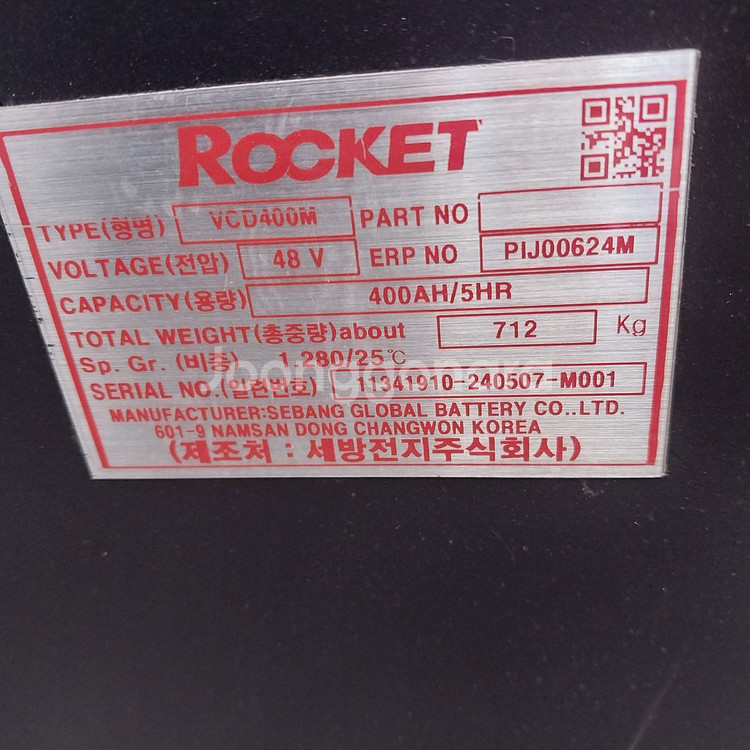 ROCKET
TYPE(형명) VCD400M PART NO
VOLTAGE(전압) 48 V ERP NO PIJ00624M
CAPACITY(용량) 400AH/5HR
TOTAL WEIGHT(총중량)about 712 Kg
Sp. Gr. (비중) 1,280/25℃
SERIAL NO.(일련번호) 11341910-240507-M001
MANUFACTURER:SEBANG GLOBAL BATTERY CO.,LTD.
601-9 NAMSAN DONG CHANGWON KOREA
(제조처 : 세방전지주식회사)